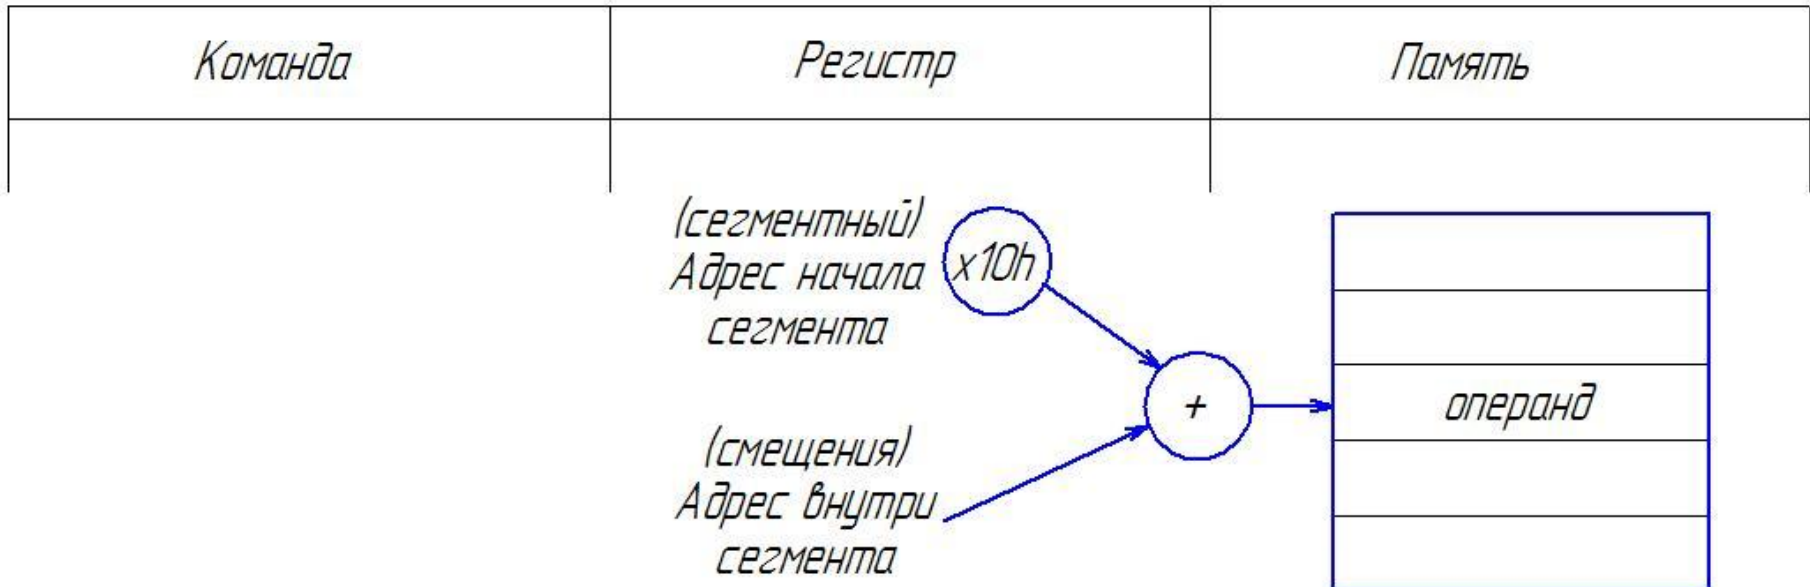 Команда
Регистр
Память
(сегментный)
Адрес начала
сегмента
x10h
+
операнд
(смещения)
Адрес внутри
сегмента